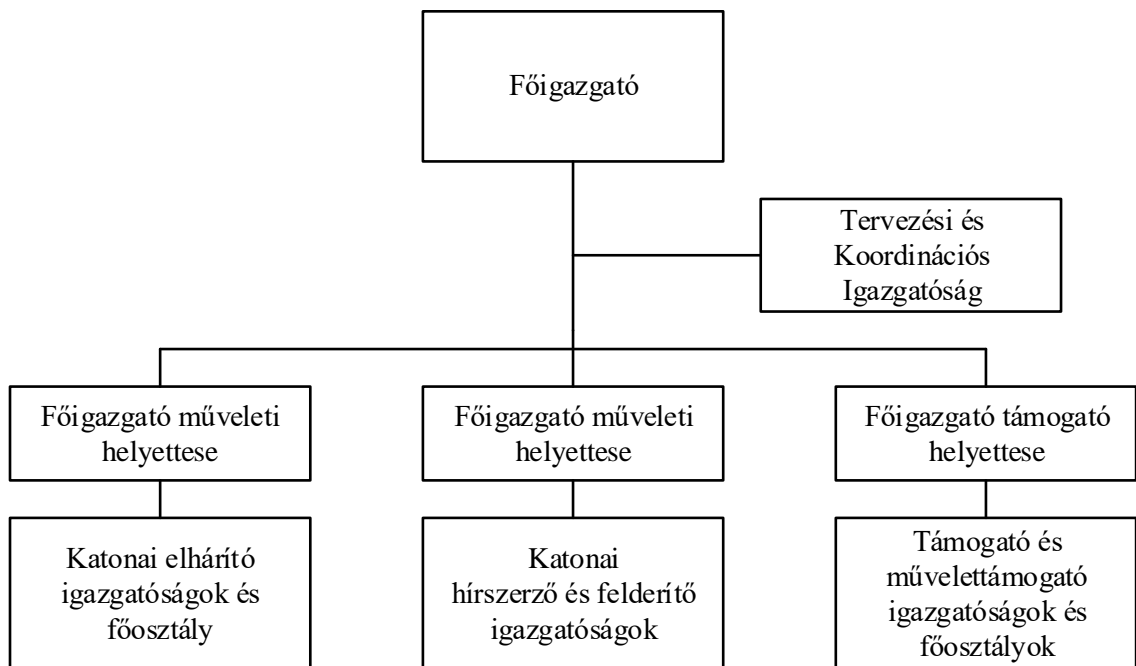 Főigazgató
Tervezési és
Koordinációs
Igazgatóság
Főigazgató műveleti
helyettese
Főigazgató műveleti
helyettese
Főigazgató támogató
helyettese
Katonai elhárító
igazgatóságok és
főosztály
Katonai
hírszerző és felderítő
igazgatóságok
Támogató és
művelettámogató
igazgatóságok és
főosztályok